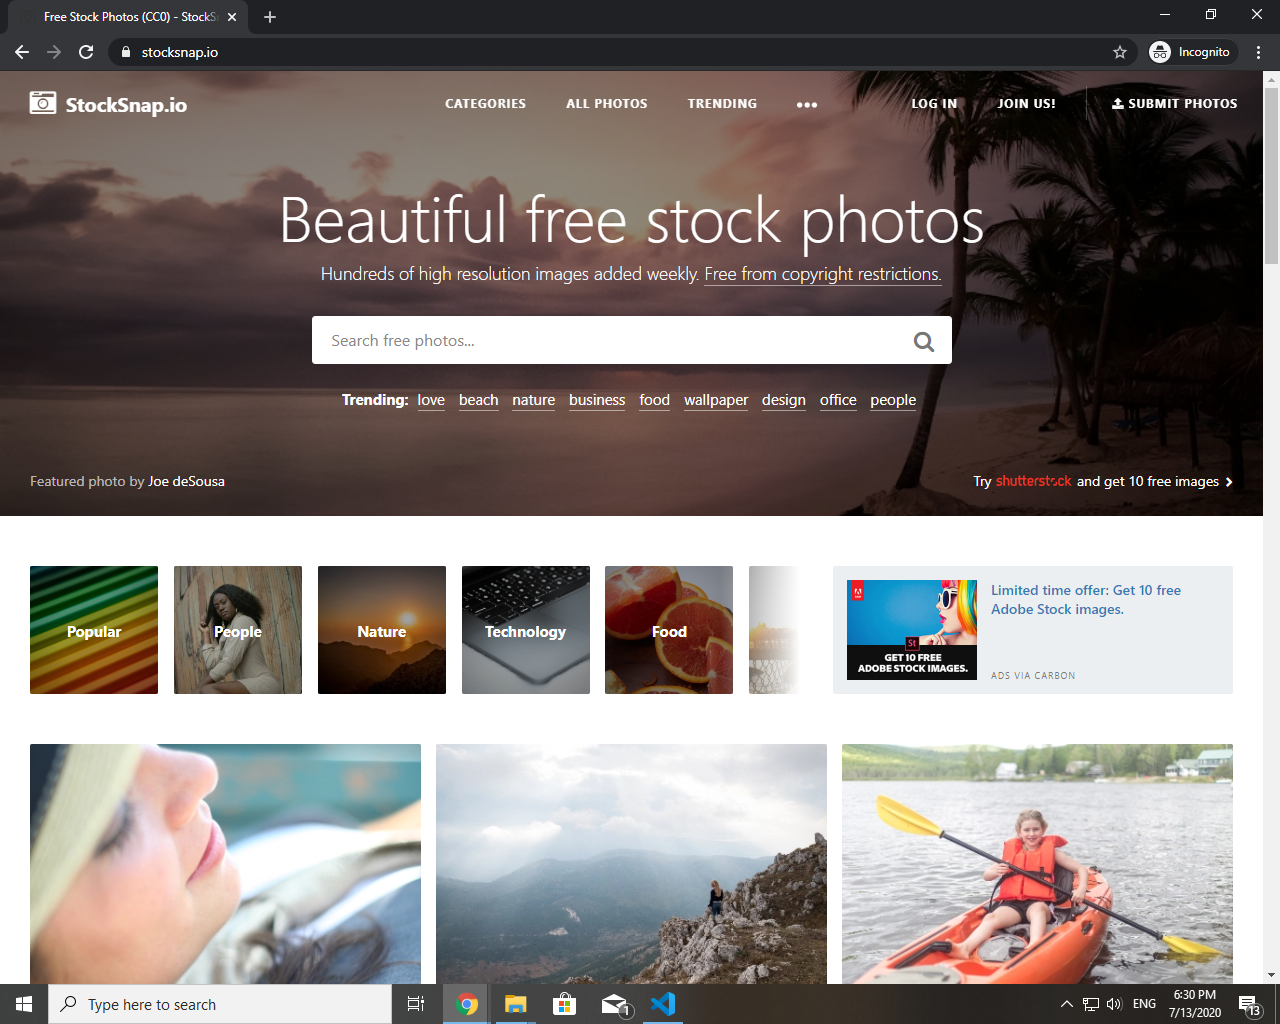 Free Stock Photos (CC0) - StockSn
stocksnap.io
Incognito
StockSnap.io
CATEGORIES
ALL PHOTOS
TRENDING
LOG IN
JOIN US!
SUBMIT PHOTOS
Beautiful free stock photos
Hundreds of high resolution images added weekly. Free from copyright restrictions.
Search free photos...
Trending: love beach nature business food wallpaper design office people
Featured photo by Joe deSousa
Try shutterstock and get 10 free images
Popular
People
Nature
Technology
Food
Adobe
St
GET 10 FREE
ADOBE STOCK IMAGES.
Limited time offer: Get 10 free
Adobe Stock images.
ADS VIA CARBON
Type here to search
1
ENG
6:30 PM
7/13/2020
13